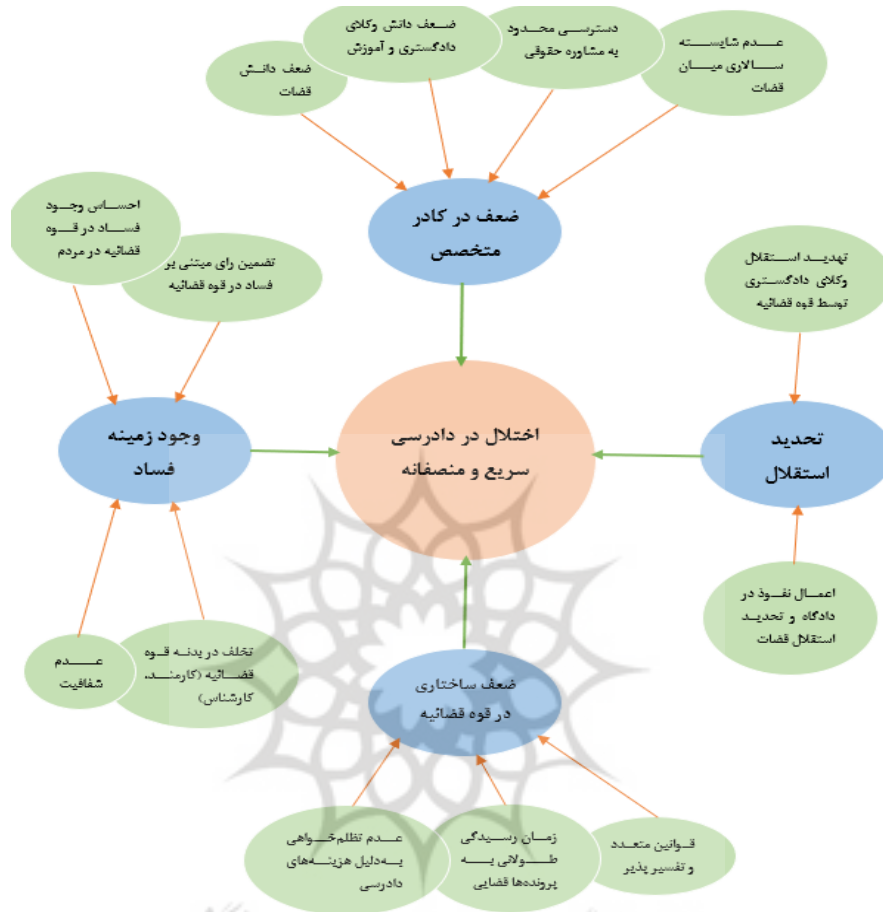 ضعف دانش وکلای
دادگستری و آموزش
دسترسی محدود
به مشاوره حقوقی
عدم شایسته
سالاری میان
قضات
ضعف دانش
قضات
ضعف در کادر
متخصص
احساس وجود
فساد در قوه
قضائیه در مردم
تضمین رای مبتنی بر
فساد در قوه قضائیه
تهدید استقلال
وکلای دادگستری
توسط قوه قضائیه
وجود زمینه
فساد
اختلال در دادرسی
سریع و منصفانه
تحدید
استقلال
اعمال نفوذ در
دادگاه و تحدید
استقلال قضات
عدم
شفافیت
تخلف در بدنه قوه
قضائیه (کارمند،
کارشناس)
ضعف ساختاری
در قوه قضائیه
عدم تظلم‌خواهی
به‌دلیل هزینه‌های
دادرسی
زمان رسیدگی
طولانی به
پرونده‌ها قضایی
قوانین متعدد
و تفسیر پذیر